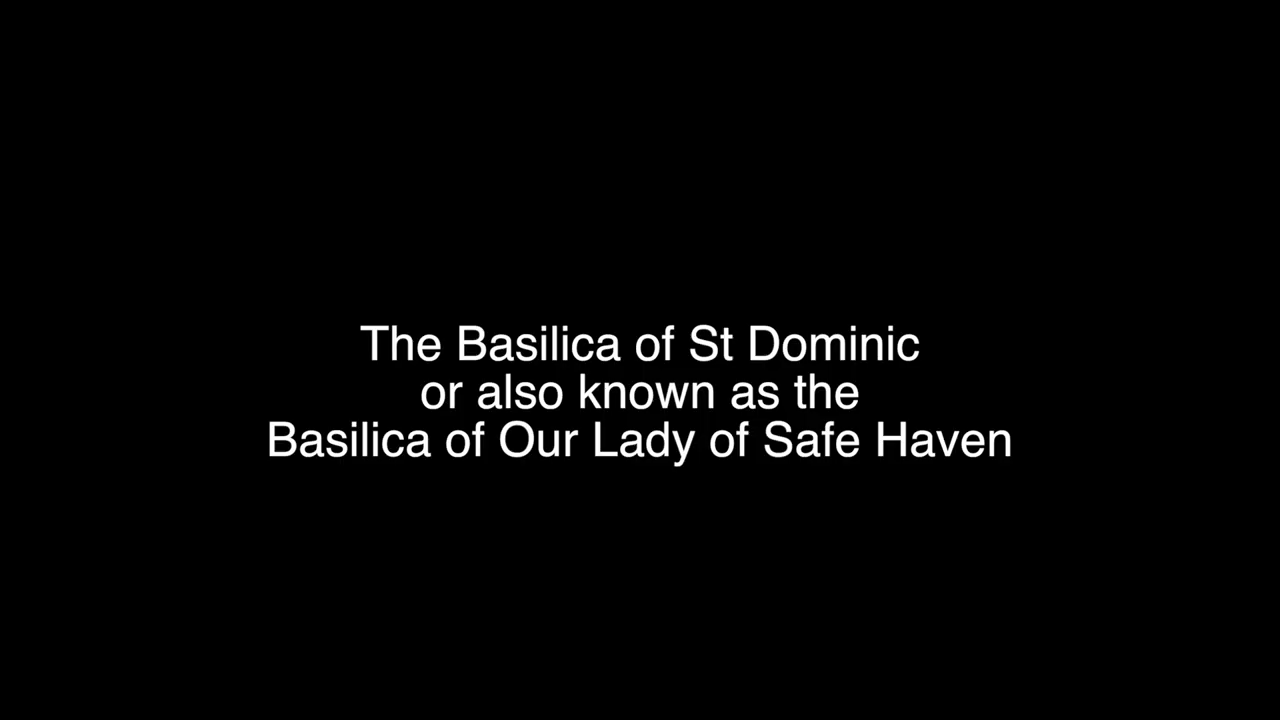 The Basilica of St Dominic
or also known as the
Basilica of Our Lady of Safe Haven